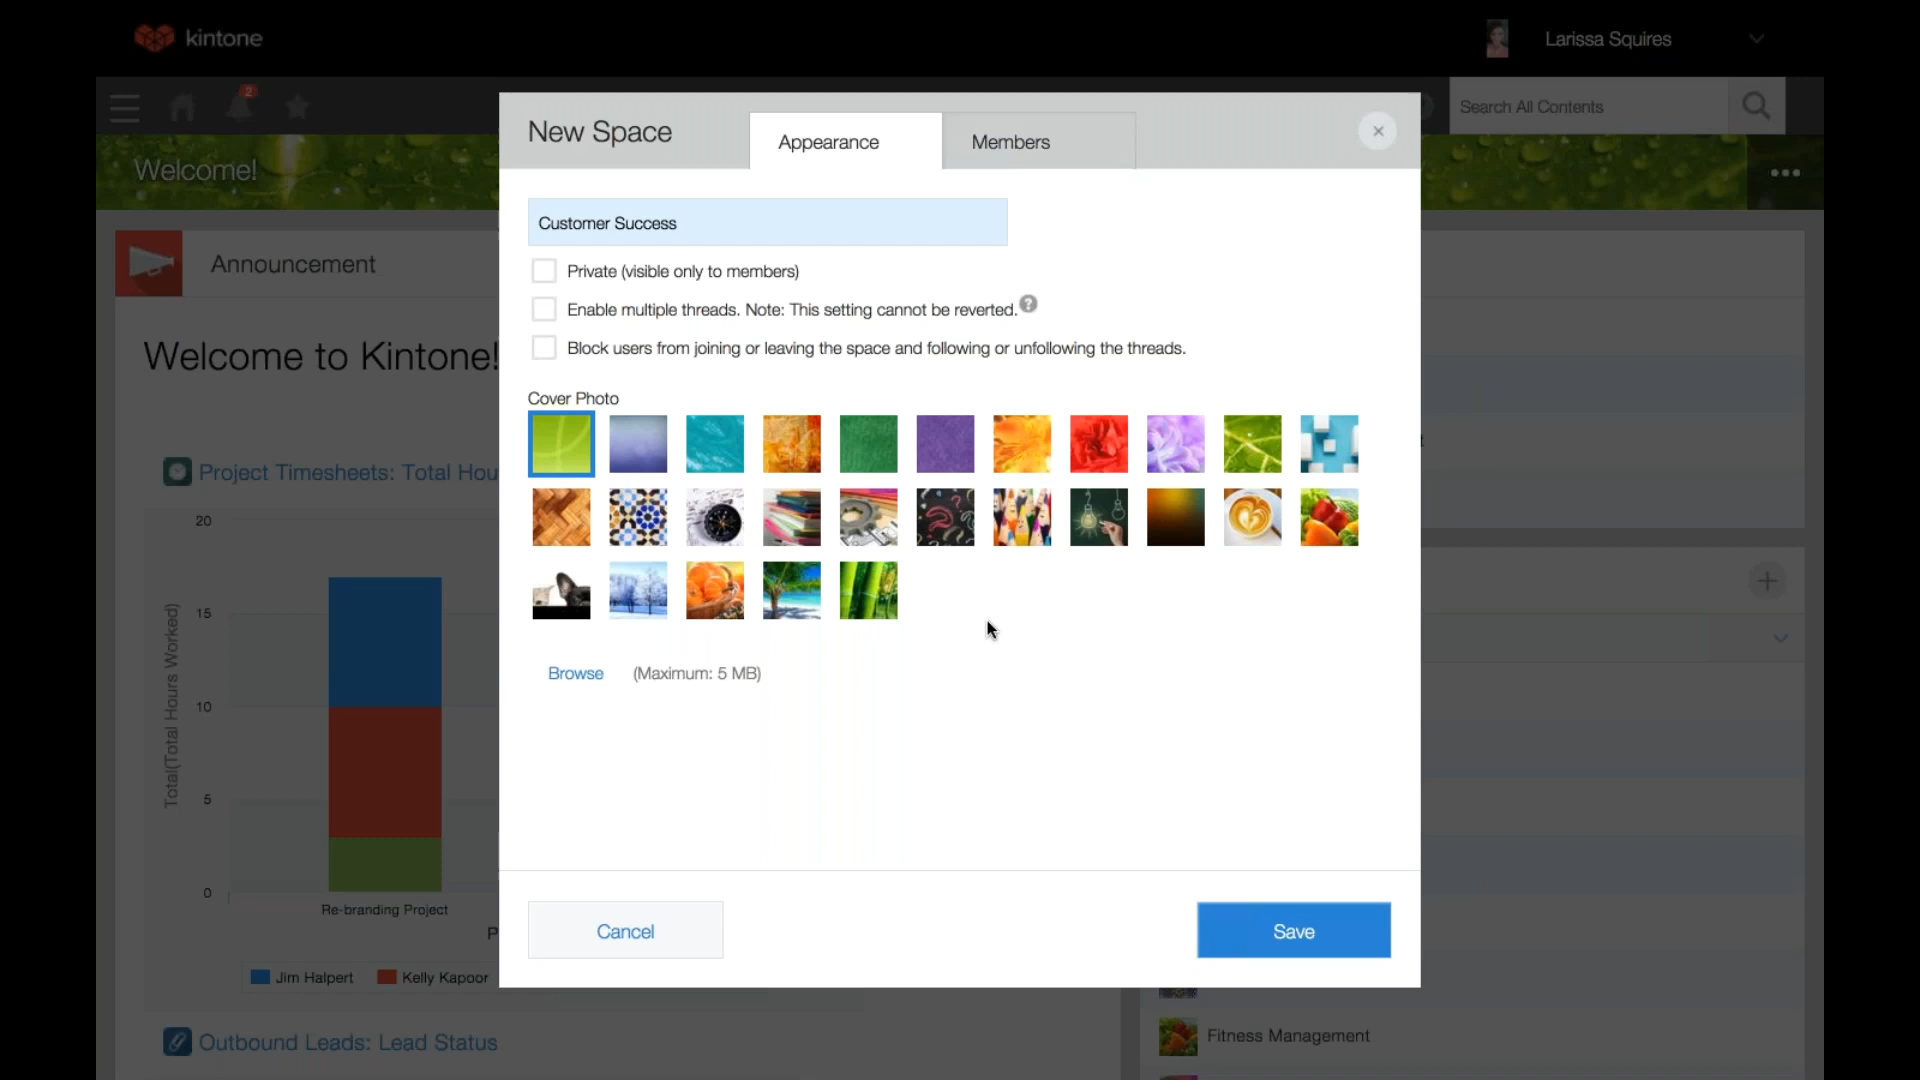 kintone
Larissa Squires
2
Search All Contents
New Space
Appearance
Members
Welcome!
Customer Success
Private (visible only to members)
Enable multiple threads. Note: This setting cannot be reverted.
Block users from joining or leaving the space and following or unfollowing the threads.
Cover Photo
Browse
(Maximum: 5 MB)
Cancel
Save
Announcement
Welcome to Kintone!
Project Timesheets: Total Hou
Total(Total Hours Worked)
20
15
10
5
0
Re-branding Project
P
Jim Halpert
Kelly Kapoor
Outbound Leads: Lead Status
Fitness Management